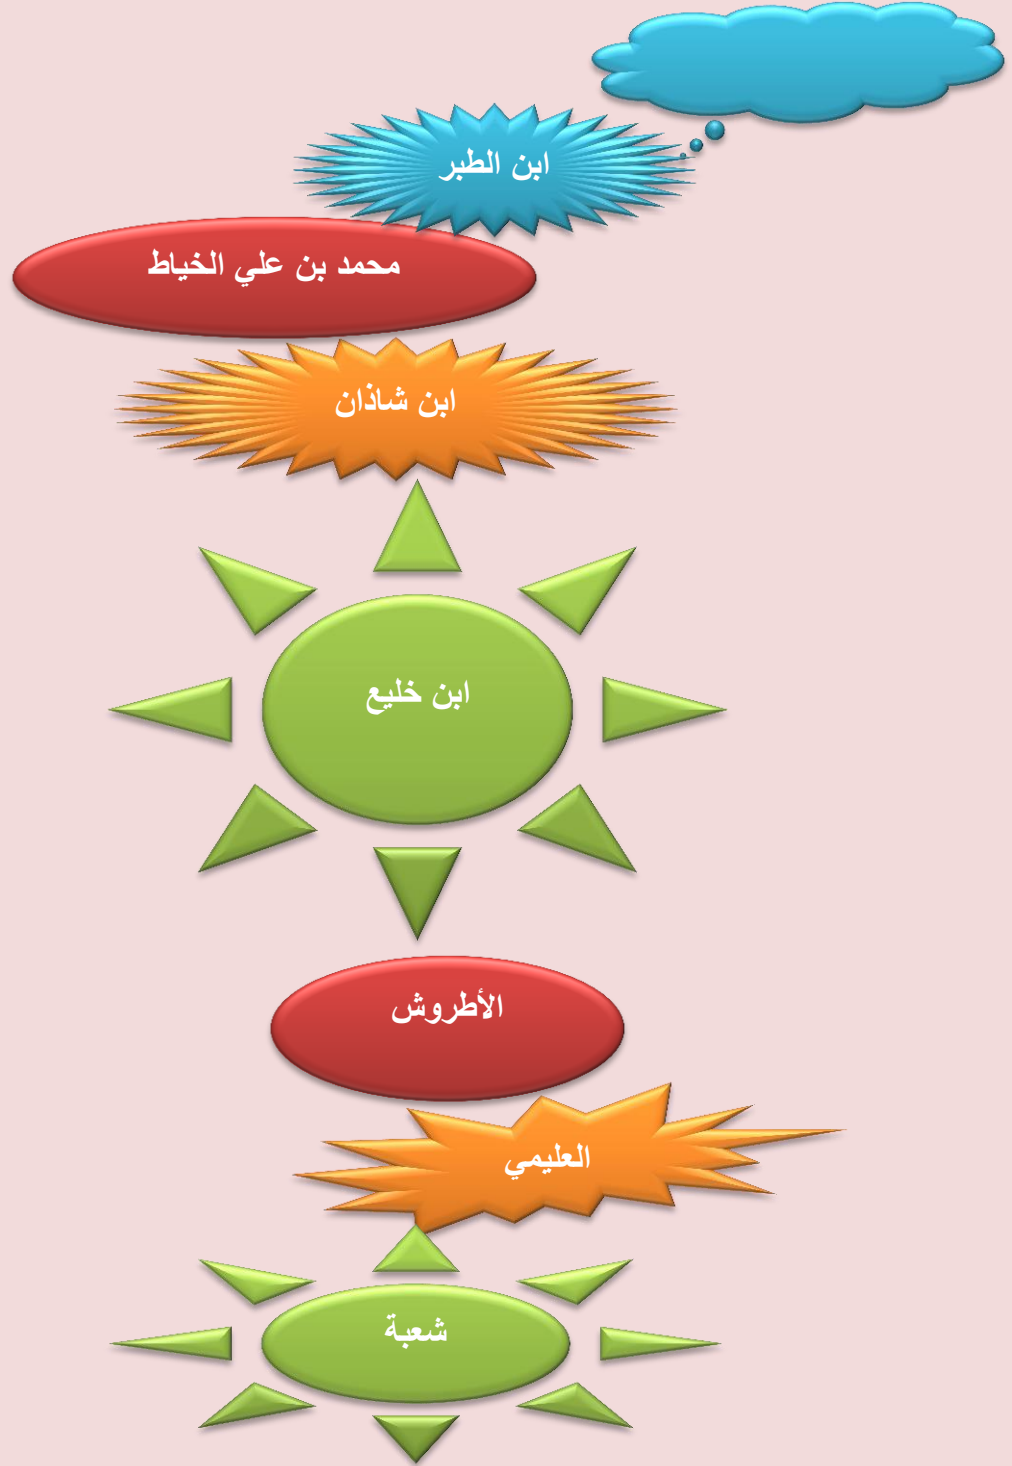 ابن الطبر
محمد بن علي الخياط
ابن شاذان
ابن خليع
الأطروش
العليمي
شعبة